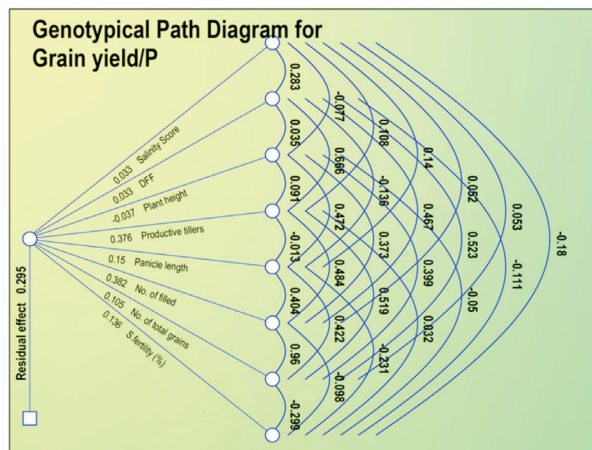 Genotypical Path Diagram for
Grain yield/P
0.033 Salinity Score
0.033 DFF
-0.037 Plant height
0.376 Productive tillers
0.15 Panicle length
0.382 No. of filled
0.105 No. of total grains
0.136 S.fertility (%)
Residual effect 0.295
0.283
0.035
0.091
-0.013
0.404
0.96
-0.299
-0.077
0.666
0.472
0.484
0.422
-0.098
0.108
-0.136
0.373
0.519
-0.231
0.14
0.467
0.399
0.032
0.052
0.523
-0.05
0.053
-0.111
-0.18